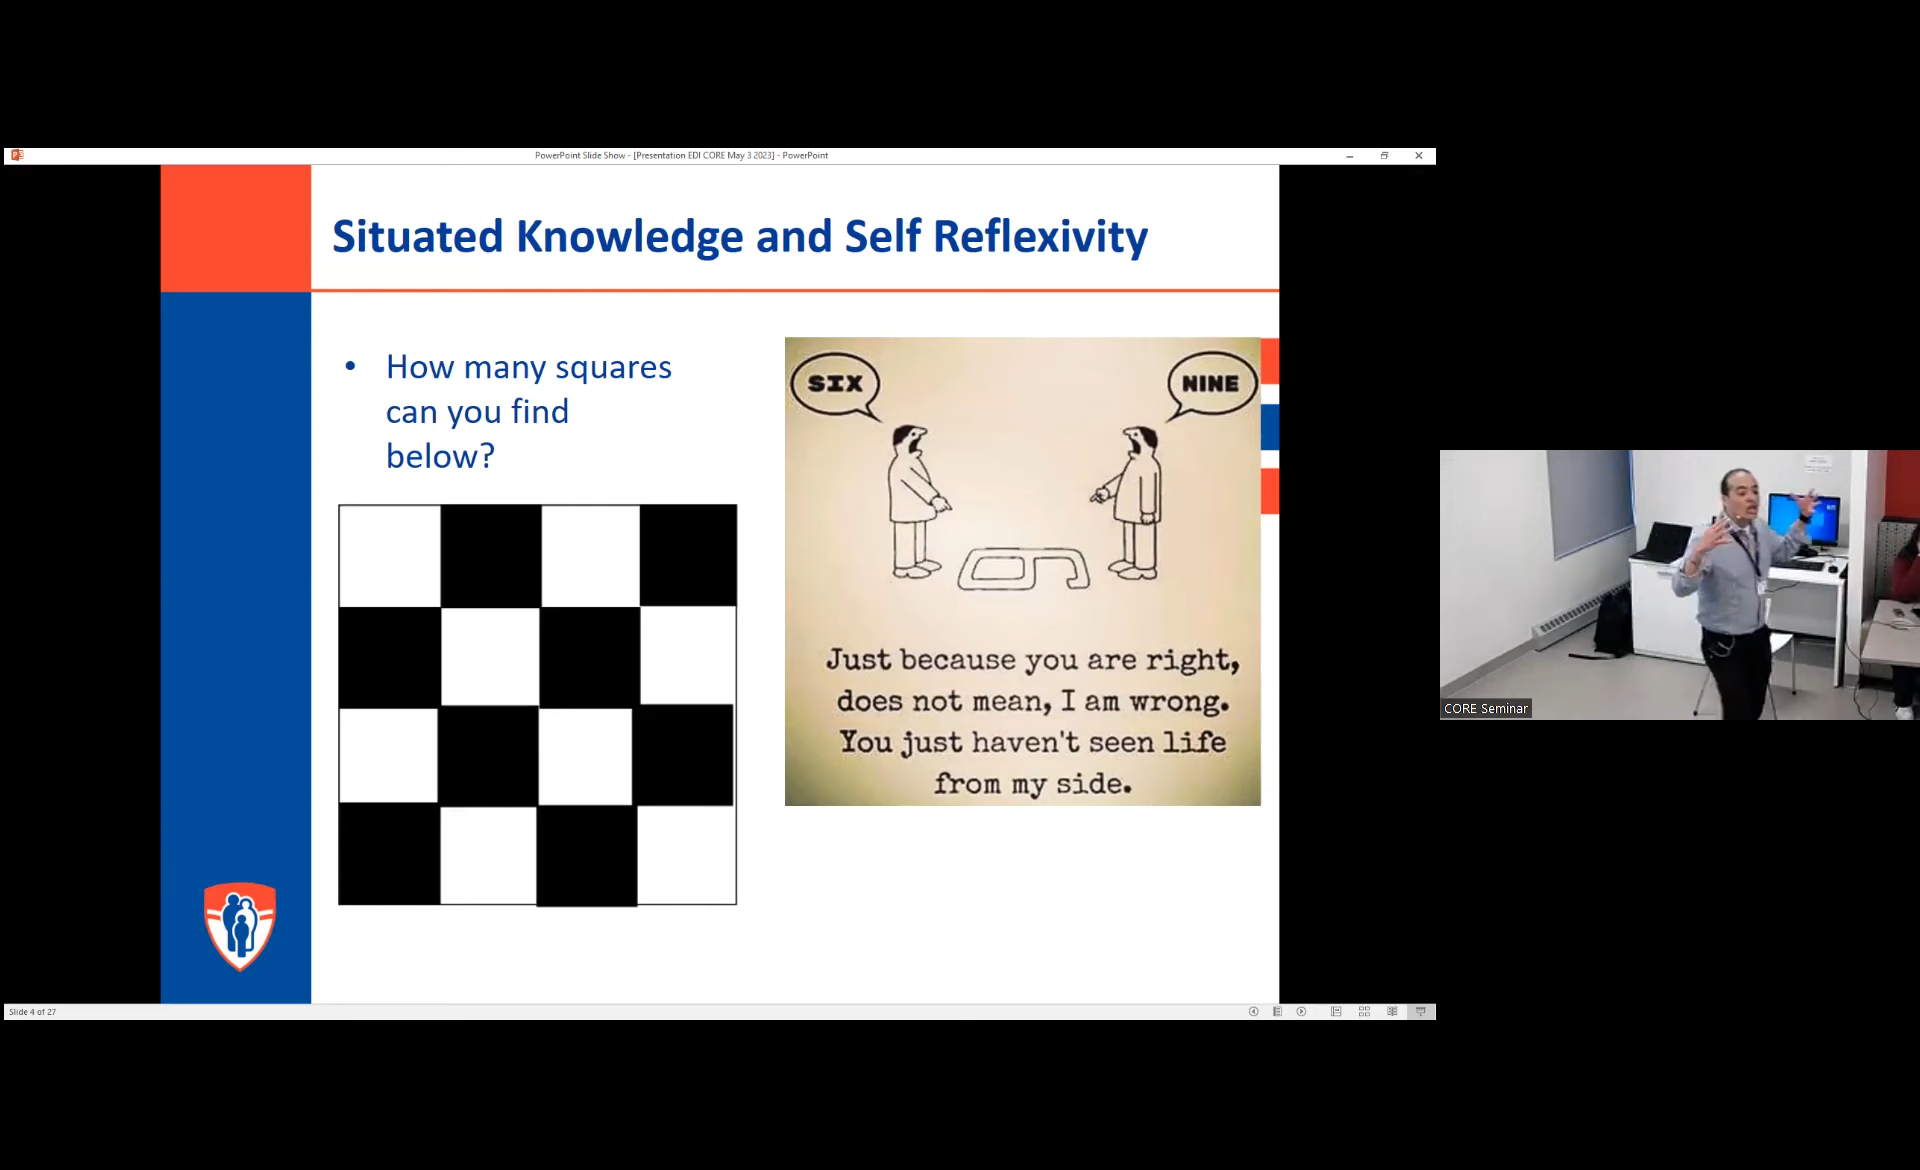 PowerPoint Slide Show - [Presentation EDI CORE May 3 2023] - PowerPoint
Situated Knowledge and Self Reflexivity
• How many squares
can you find
below?
SIX
NINE
Just because you are right,
does not mean, I am wrong.
You just haven't seen life
from my side.
CORE Seminar
Slide 4 of 27